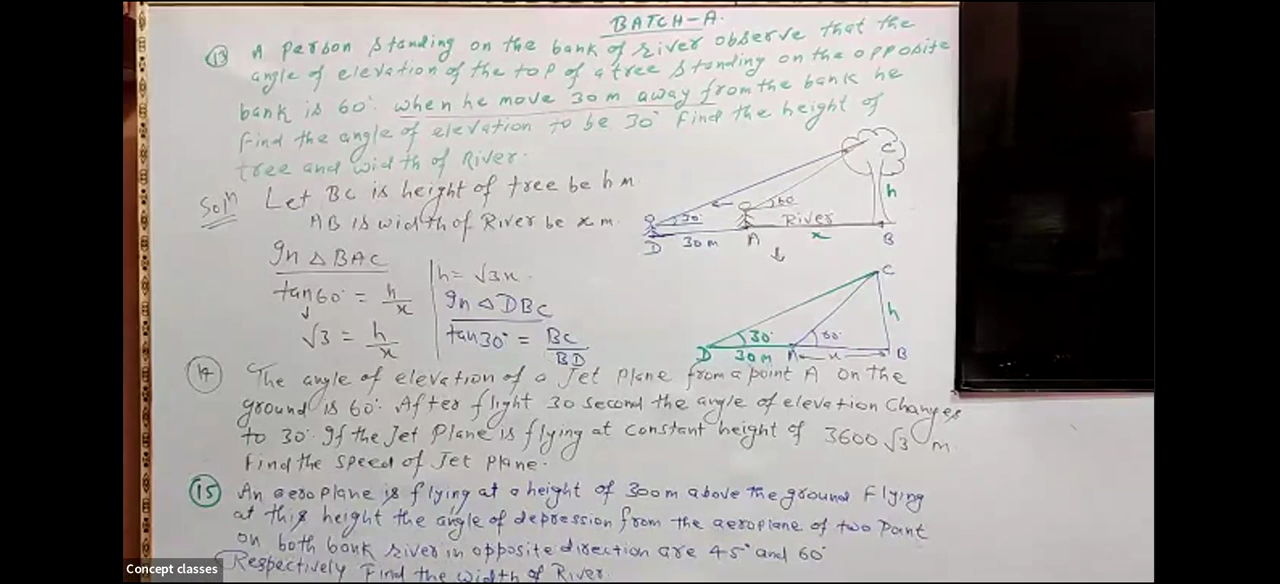 BATCH-A.
13 A person standing on the bank of river observe that the
angle of elevation of the top of a tree standing on the opposite
bank is 60°. when he move 30 m away from the bank he
find the angle of elevation to be 30° Find the height of
tree and width of River.
Solⁿ Let BC is height of tree be h m
AB is width of River be x m.
In △ BAC
tan 60° = h/x
√3 = h/x
h = √3x.
In △ DBC
tan 30° = BC/BD
C
h
30°
60
River
D
30 m
A
x
B
C
h
30°
60°
D
30 m
A
x
B
14 The angle of elevation of a Jet plane from a point A on the
ground is 60°. After flight 30 second the angle of elevation Changes
to 30°. If the Jet plane is flying at constant height of 3600 √3 m.
Find the speed of Jet plane.
15 An aeroplane is flying at a height of 300 m above the ground Flying
at this height the angle of depression from the aeroplane of two point
on both bank river in opposite direction are 45° and 60°
Respectively Find the width of River.
Concept classes